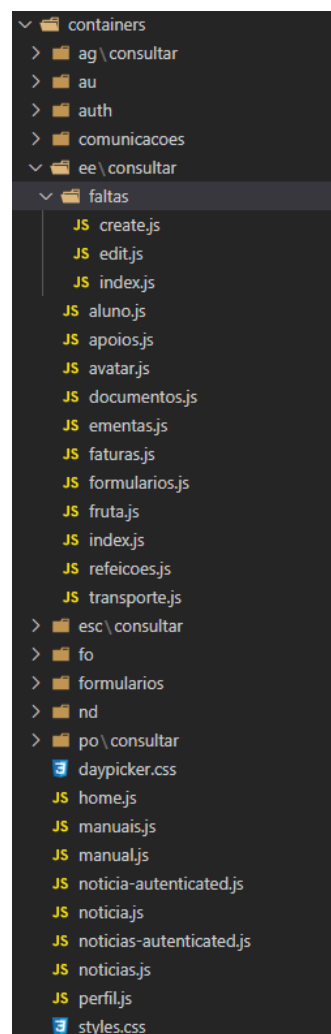 containers
ag\consultar
au
auth
comunicacoes
ee\consultar
faltas
JS create.js
JS edit.js
JS index.js
JS aluno.js
JS apoios.js
JS avatar.js
JS documentos.js
JS ementas.js
JS faturas.js
JS formularios.js
JS fruta.js
JS index.js
JS refeicoes.js
JS transporte.js
esc\consultar
fo
formularios
nd
po\consultar
daypicker.css
JS home.js
JS manuais.js
JS manual.js
JS noticia-autenticated.js
JS noticia.js
JS noticias-autenticated.js
JS noticias.js
JS perfil.js
styles.css